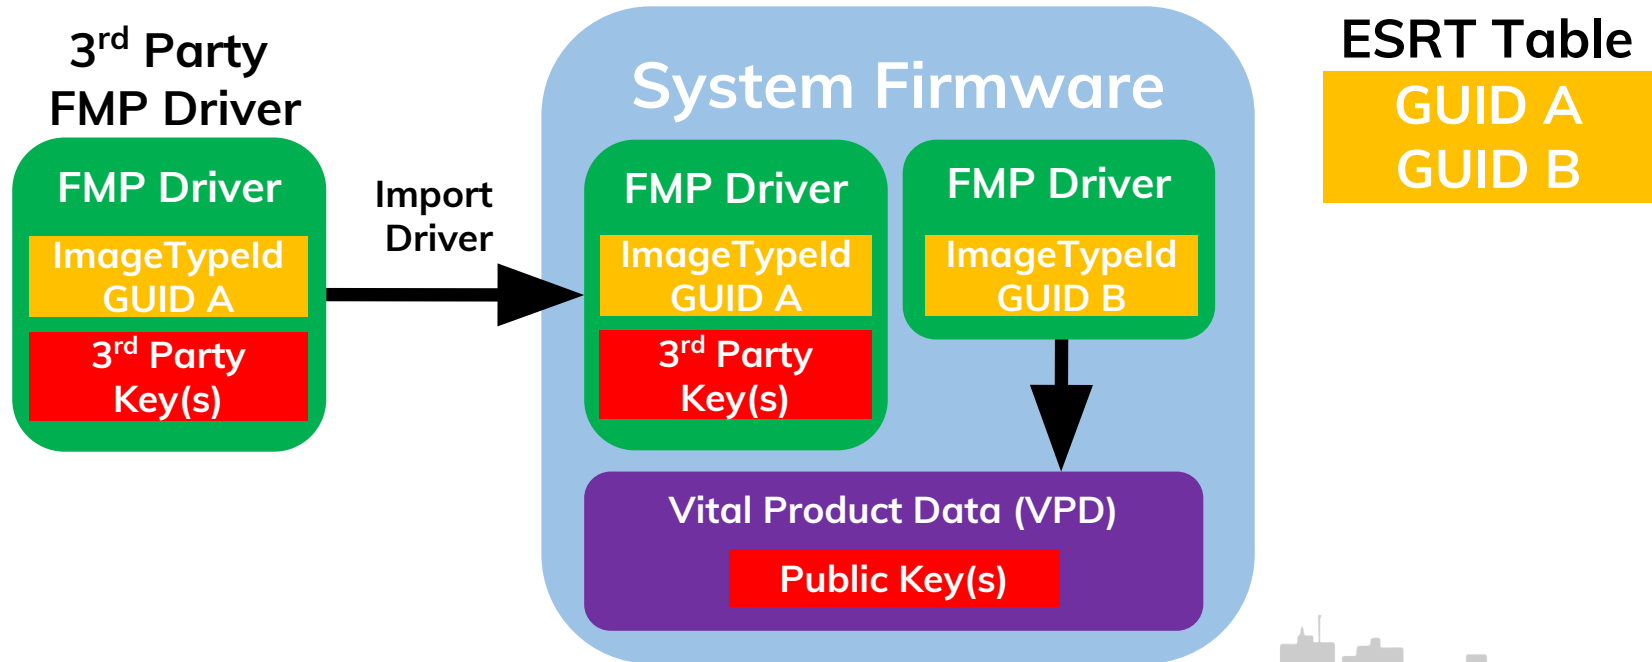 3rd Party
FMP Driver
FMP Driver
ImageTypeId
GUID A
3rd Party
Key(s)
Import
Driver
System Firmware
FMP Driver
ImageTypeId
GUID A
3rd Party
Key(s)
FMP Driver
ImageTypeId
GUID B
Vital Product Data (VPD)
Public Key(s)
ESRT Table
GUID A
GUID B